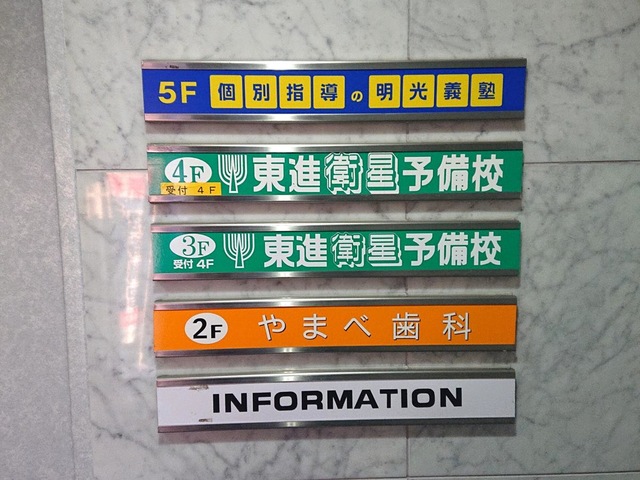 5F 個別指導の明光義塾
4F 東進衛星予備校
受付 4F
3F 東進衛星予備校
受付 4F
2F やまべ歯科
INFORMATION